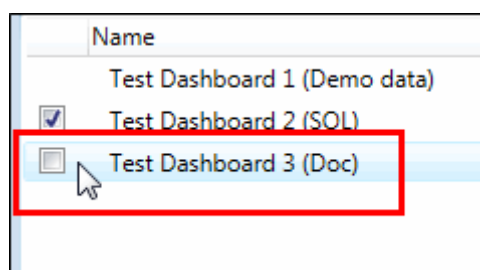 Name
Test Dashboard 1 (Demo data)
Test Dashboard 2 (SQL)
Test Dashboard 3 (Doc)